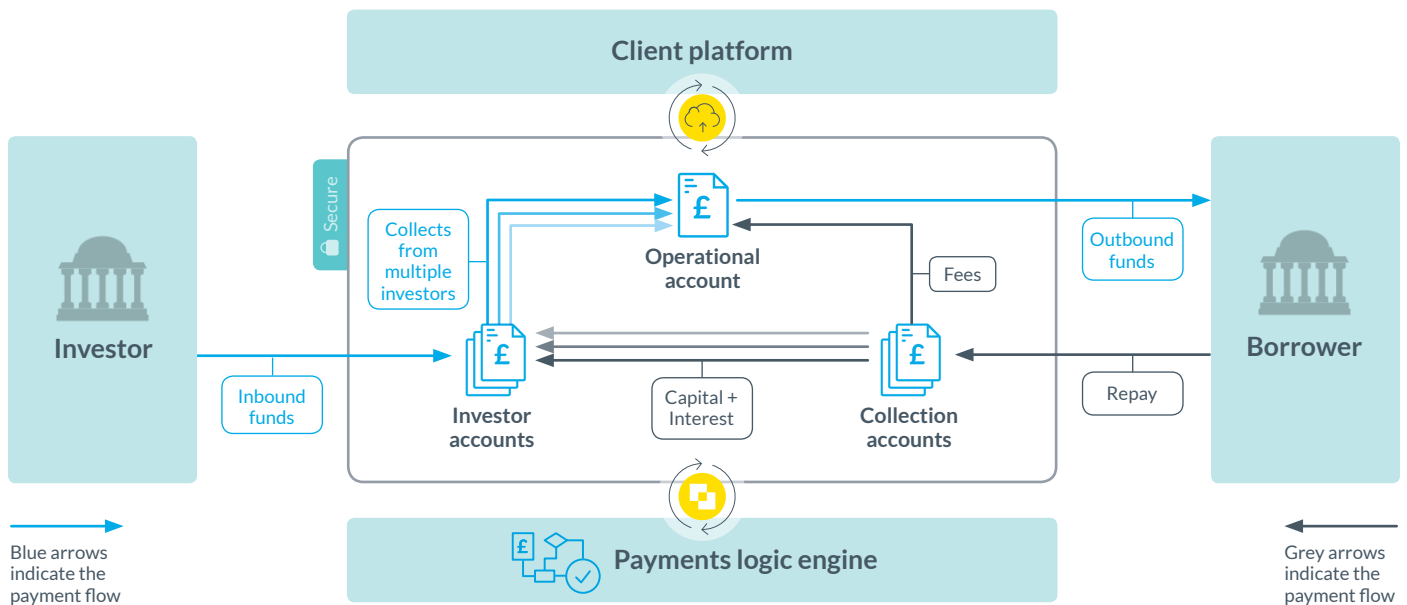 Client platform
Secure
Collects
from
multiple
investors
£
Operational
account
Outbound
funds
Fees
Investor
Inbound
funds
£
Investor
accounts
Capital +
Interest
£
Collection
accounts
Repay
Borrower
Blue arrows
indicate the
payment flow
£
Payments logic engine
Grey arrows
indicate the
payment flow